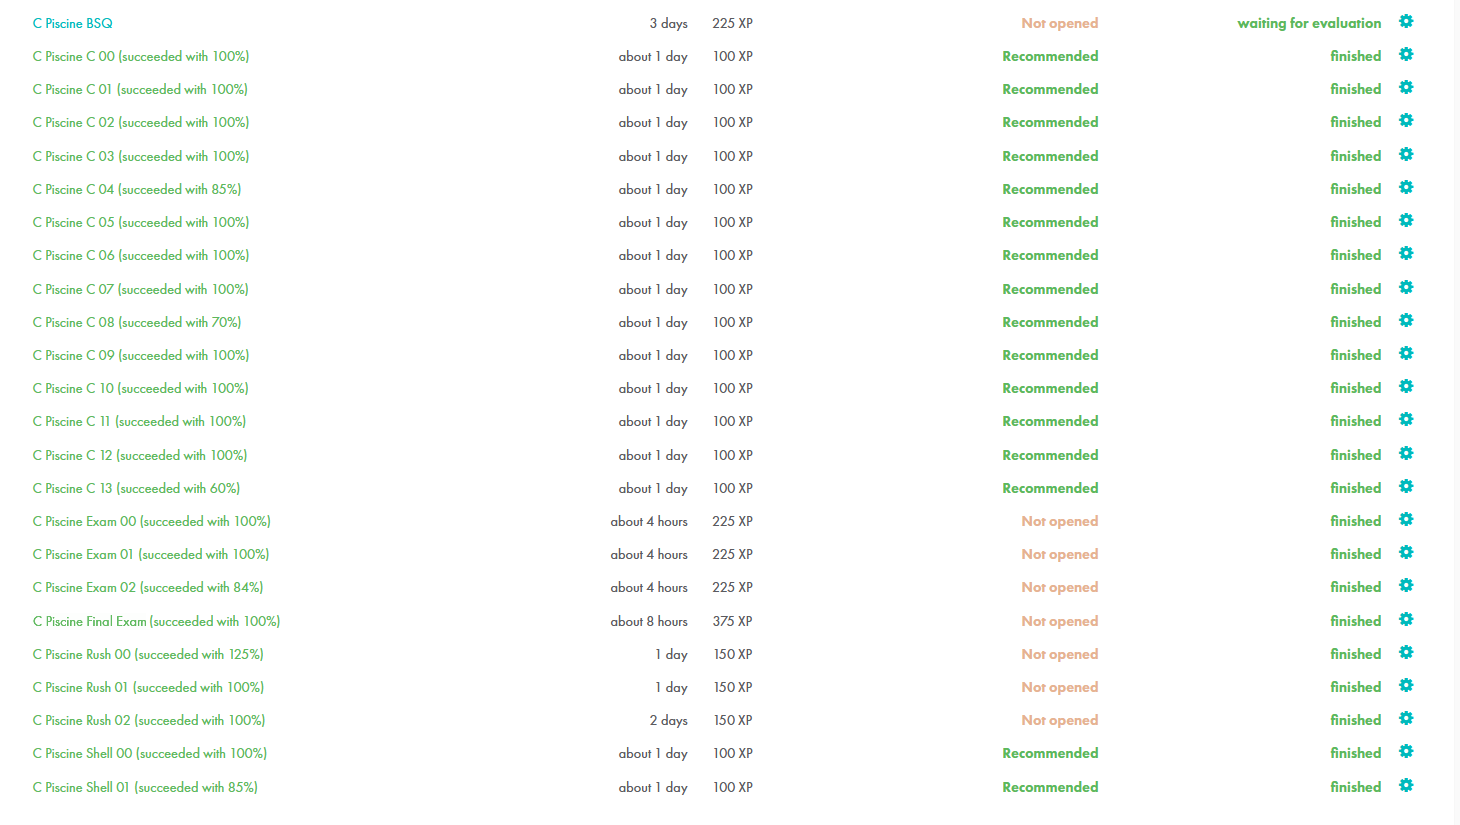 C Piscine BSQ 3 days 225 XP Not opened waiting for evaluation
C Piscine C 00 (succeeded with 100%) about 1 day 100 XP Recommended finished
C Piscine C 01 (succeeded with 100%) about 1 day 100 XP Recommended finished
C Piscine C 02 (succeeded with 100%) about 1 day 100 XP Recommended finished
C Piscine C 03 (succeeded with 100%) about 1 day 100 XP Recommended finished
C Piscine C 04 (succeeded with 85%) about 1 day 100 XP Recommended finished
C Piscine C 05 (succeeded with 100%) about 1 day 100 XP Recommended finished
C Piscine C 06 (succeeded with 100%) about 1 day 100 XP Recommended finished
C Piscine C 07 (succeeded with 100%) about 1 day 100 XP Recommended finished
C Piscine C 08 (succeeded with 70%) about 1 day 100 XP Recommended finished
C Piscine C 09 (succeeded with 100%) about 1 day 100 XP Recommended finished
C Piscine C 10 (succeeded with 100%) about 1 day 100 XP Recommended finished
C Piscine C 11 (succeeded with 100%) about 1 day 100 XP Recommended finished
C Piscine C 12 (succeeded with 100%) about 1 day 100 XP Recommended finished
C Piscine C 13 (succeeded with 60%) about 1 day 100 XP Recommended finished
C Piscine Exam 00 (succeeded with 100%) about 4 hours 225 XP Not opened finished
C Piscine Exam 01 (succeeded with 100%) about 4 hours 225 XP Not opened finished
C Piscine Exam 02 (succeeded with 84%) about 4 hours 225 XP Not opened finished
C Piscine Final Exam (succeeded with 100%) about 8 hours 375 XP Not opened finished
C Piscine Rush 00 (succeeded with 125%) 1 day 150 XP Not opened finished
C Piscine Rush 01 (succeeded with 100%) 1 day 150 XP Not opened finished
C Piscine Rush 02 (succeeded with 100%) 2 days 150 XP Not opened finished
C Piscine Shell 00 (succeeded with 100%) about 1 day 100 XP Recommended finished
C Piscine Shell 01 (succeeded with 85%) about 1 day 100 XP Recommended finished